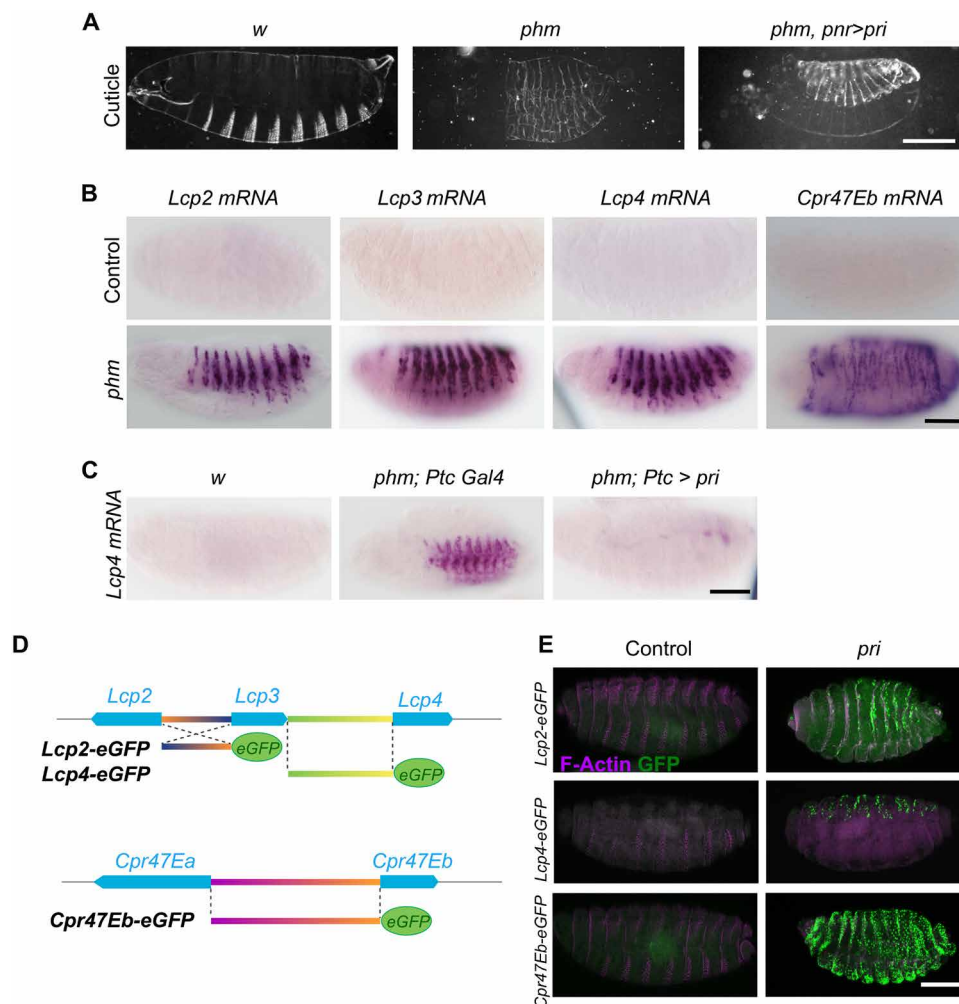 A
w
phm
phm, pnr>pri
Cuticle
B
Lcp2 mRNA
Lcp3 mRNA
Lcp4 mRNA
Cpr47Eb mRNA
Control
phm
C
w
phm; Ptc Gal4
phm; Ptc > pri
Lcp4 mRNA
D
Lcp2
Lcp3
Lcp4
Lcp2-eGFP
eGFP
Lcp4-eGFP
eGFP
Cpr47Ea
Cpr47Eb
Cpr47Eb-eGFP
eGFP
E
Control
pri
Lcp2-eGFP
F-Actin GFP
Lcp4-eGFP
Cpr47Eb-eGFP